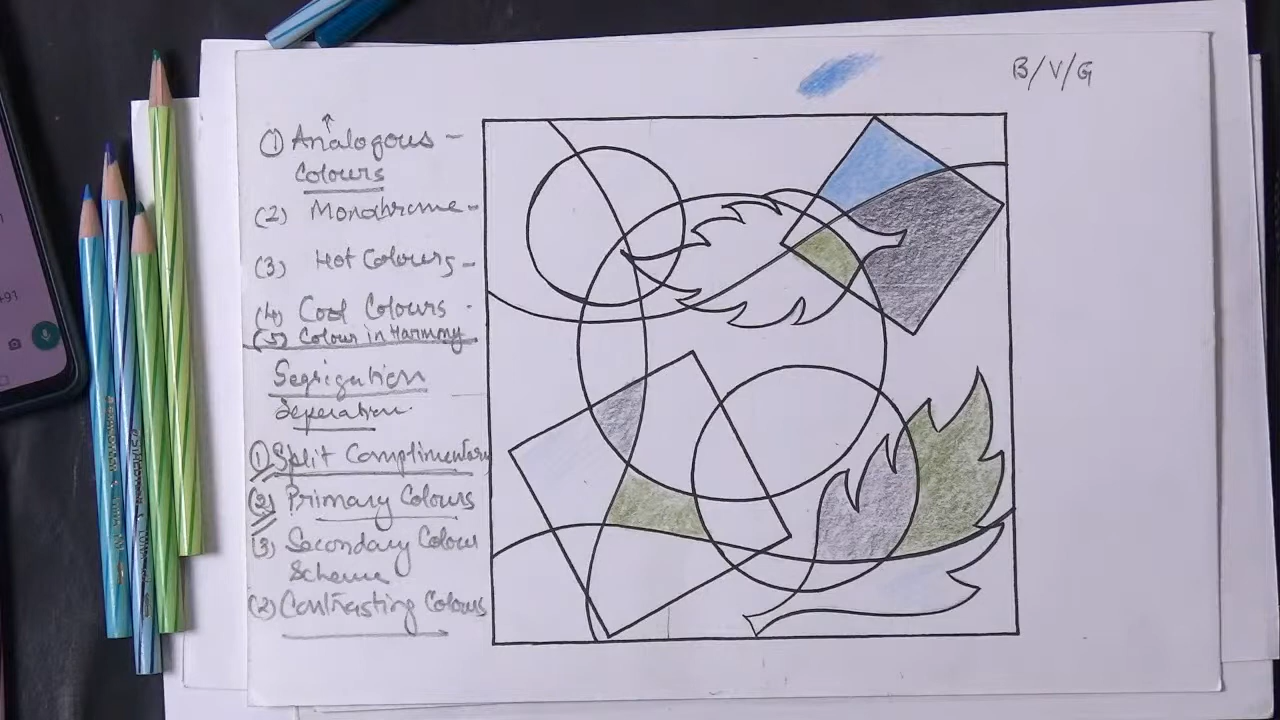 ① Analogous -
Colours
(2) Monochrome -
(3) Hot Colours -
(4) Cool Colours -
(5) Colour in Harmony
Segrigation
Seperation.
① Split Complimentary
(2) Primary Colours
(3) Secondary Colour
Scheme
(2) Contrasting Colours
B/V/G
+91